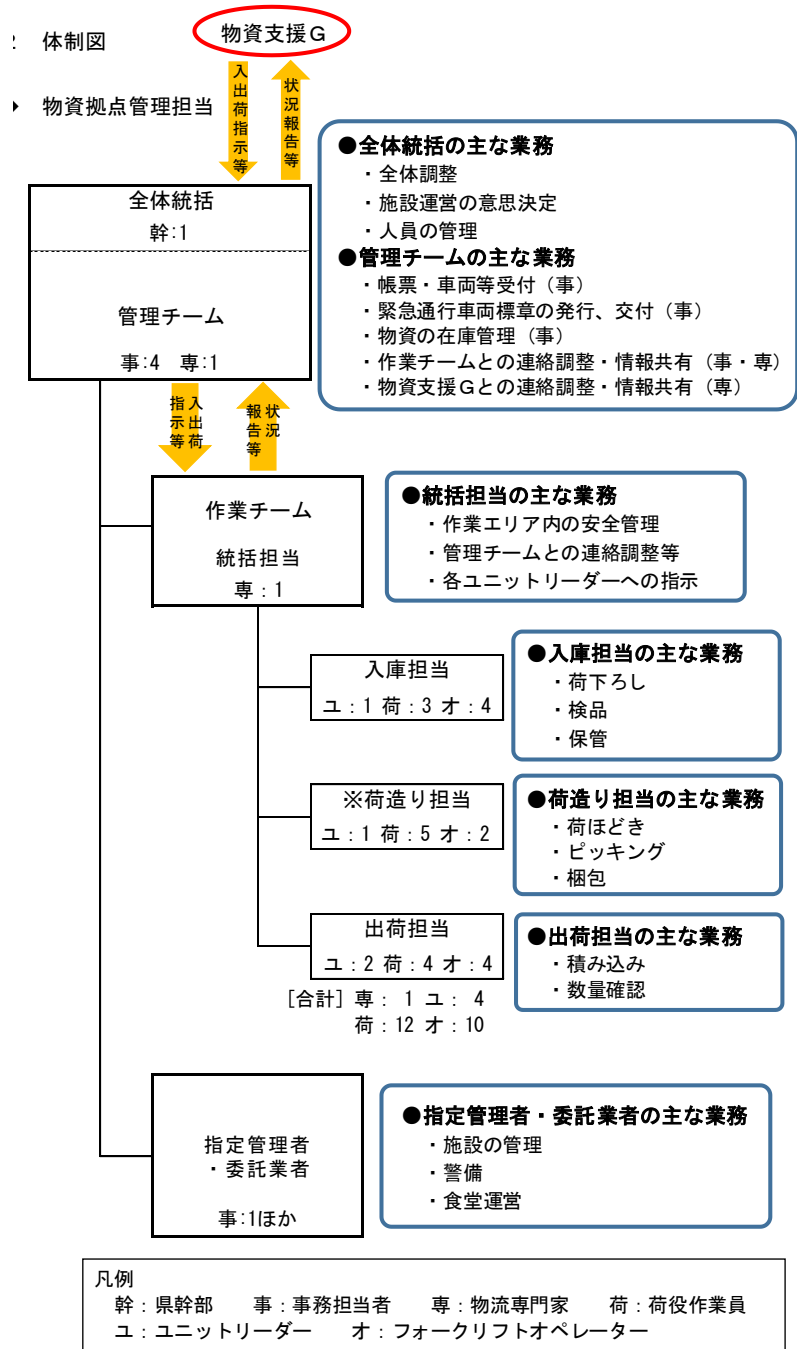 体制図
物資支援G
物資拠点管理担当
入出荷指示等
状況報告等
●全体統括の主な業務
・全体調整
・施設運営の意思決定
・人員の管理
●管理チームの主な業務
・帳票・車両等受付（事）
・緊急通行車両標章の発行、交付（事）
・物資の在庫管理（事）
・作業チームとの連絡調整・情報共有（事・専）
・物資支援Gとの連絡調整・情報共有（専）
全体統括
幹:1
管理チーム
事:4 専:1
入出荷指示等
状況報告等
作業チーム
統括担当
専：1
●統括担当の主な業務
・作業エリア内の安全管理
・管理チームとの連絡調整等
・各ユニットリーダーへの指示
入庫担当
ユ：1 荷：3 オ：4
●入庫担当の主な業務
・荷下ろし
・検品
・保管
※荷造り担当
ユ：1 荷：5 オ：2
●荷造り担当の主な業務
・荷ほどき
・ピッキング
・梱包
出荷担当
ユ：2 荷：4 オ：4
●出荷担当の主な業務
・積み込み
・数量確認
[合計] 専： 1 ユ： 4
荷：12 オ：10
指定管理者
・委託業者
事:1ほか
●指定管理者・委託業者の主な業務
・施設の管理
・警備
・食堂運営
凡例
幹：県幹部 事：事務担当者 専：物流専門家 荷：荷役作業員
ユ：ユニットリーダー オ：フォークリフトオペレーター